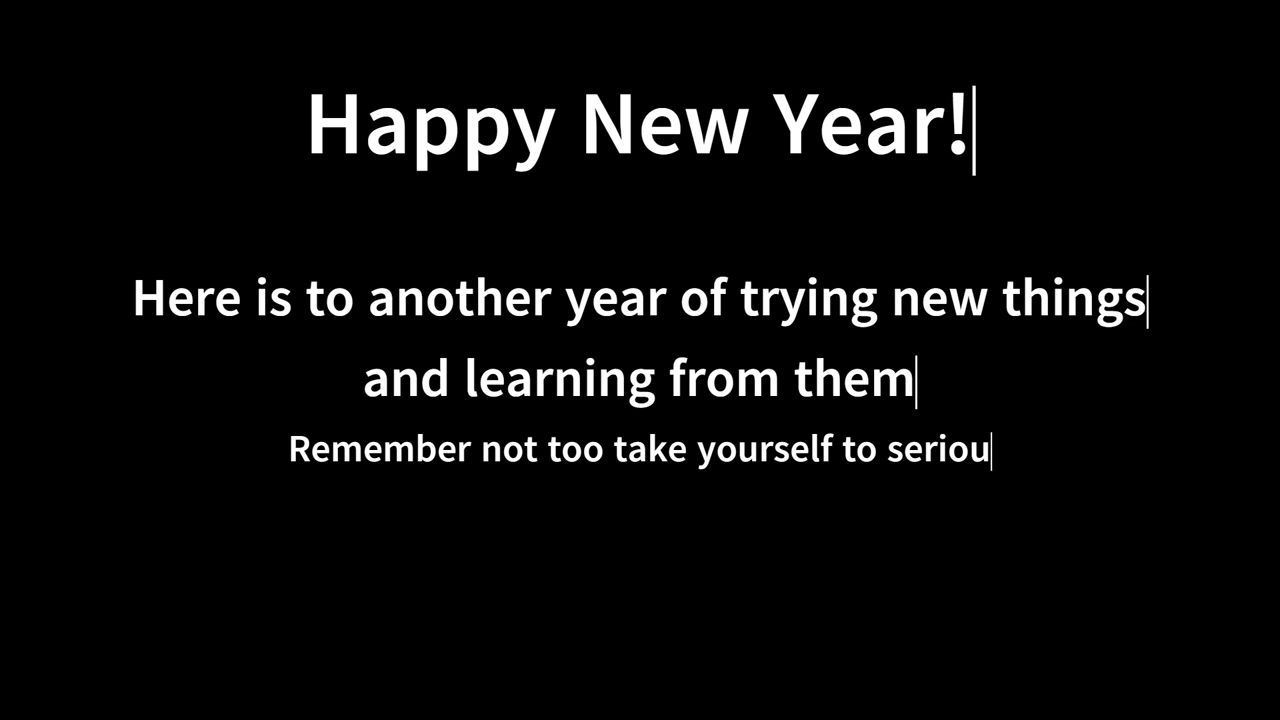 Happy New Year!
Here is to another year of trying new things
and learning from them
Remember not too take yourself to seriou